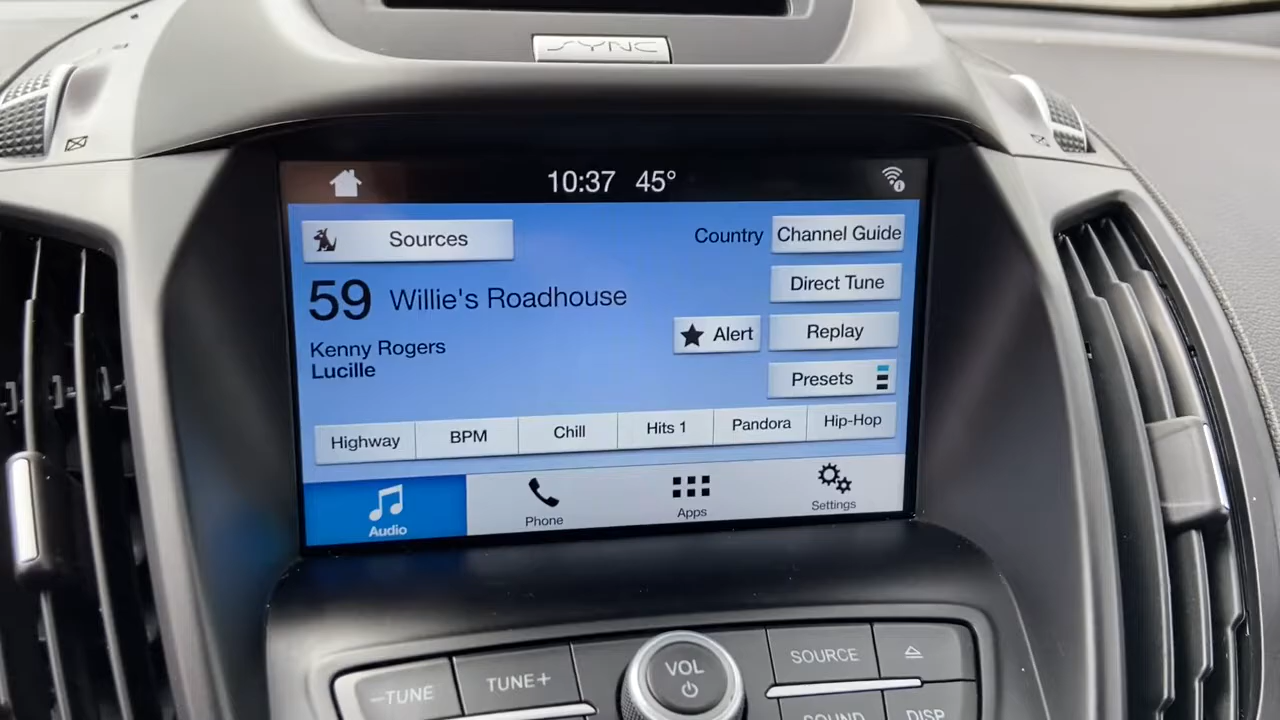 SYNC
10:37 45°
Sources
Country
Channel Guide
59 Willie's Roadhouse
Direct Tune
Kenny Rogers
Lucille
Alert
Replay
Presets
Highway
BPM
Chill
Hits 1
Pandora
Hip-Hop
Audio
Phone
Apps
Settings
–TUNE
TUNE+
VOL
SOURCE
SOUND
DISP